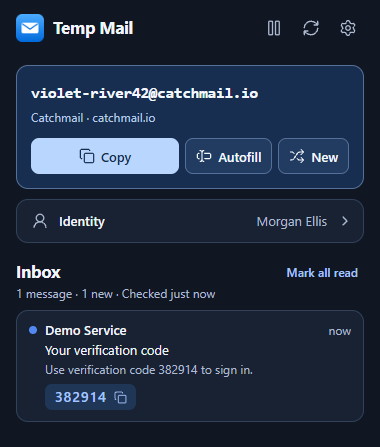 Temp Mail
violet-river42@catchmail.io
Catchmail · catchmail.io
Copy
Autofill
New
Identity
Morgan Ellis
Inbox
Mark all read
1 message · 1 new · Checked just now
Demo Service
now
Your verification code
Use verification code 382914 to sign in.
382914